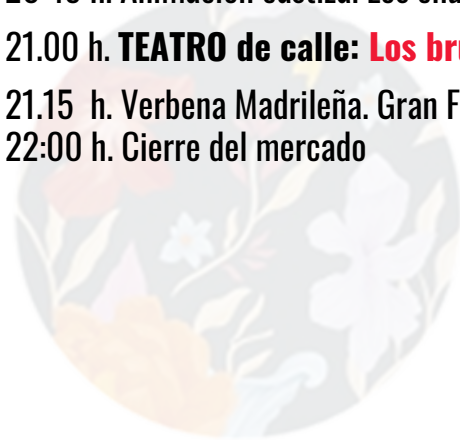 21.00 h. TEATRO de calle: Los
21.15 h. Verbena Madrileña. Gran
22:00 h. Cierre del mercado